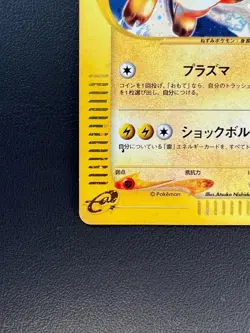 ねずみポケモン・身長
プラズマ
コインを1回投げ、「おもて」なら、自分のトラッシュ
1枚選び出し、自分につける。
ショックボル
自分についている「雷」エネルギーカードを、すべてト
弱点 抵抗力
© Pokémon Illus. Atsuko Nishida